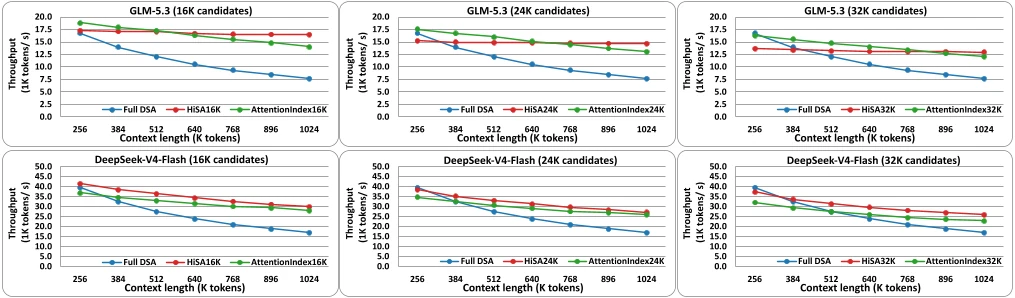 GLM-5.3 (16K candidates)
Throughput
(1K tokens/ s)
20.0
17.5
15.0
12.5
10.0
7.5
5.0
2.5
0.0
Full DSA HiSA16K AttentionIndex16K
256 384 512 640 768 896 1024
Context length (K tokens)
GLM-5.3 (24K candidates)
Throughput
(1K tokens/ s)
20.0
17.5
15.0
12.5
10.0
7.5
5.0
2.5
0.0
Full DSA HiSA24K AttentionIndex24K
256 384 512 640 768 896 1024
Context length (K tokens)
GLM-5.3 (32K candidates)
Throughput
(1K tokens/ s)
20.0
17.5
15.0
12.5
10.0
7.5
5.0
2.5
0.0
Full DSA HiSA32K AttentionIndex32K
256 384 512 640 768 896 1024
Context length (K tokens)
DeepSeek-V4-Flash (16K candidates)
Throughput
(1K tokens/ s)
50.0
45.0
40.0
35.0
30.0
25.0
20.0
15.0
10.0
5.0
0.0
Full DSA HiSA16K AttentionIndex16K
256 384 512 640 768 896 1024
Context length (K tokens)
DeepSeek-V4-Flash (24K candidates)
Throughput
(1K tokens/ s)
50.0
45.0
40.0
35.0
30.0
25.0
20.0
15.0
10.0
5.0
0.0
Full DSA HiSA24K AttentionIndex24K
256 384 512 640 768 896 1024
Context length (K tokens)
DeepSeek-V4-Flash (32K candidates)
Throughput
(1K tokens/ s)
50.0
45.0
40.0
35.0
30.0
25.0
20.0
15.0
10.0
5.0
0.0
Full DSA HiSA32K AttentionIndex32K
256 384 512 640 768 896 1024
Context length (K tokens)